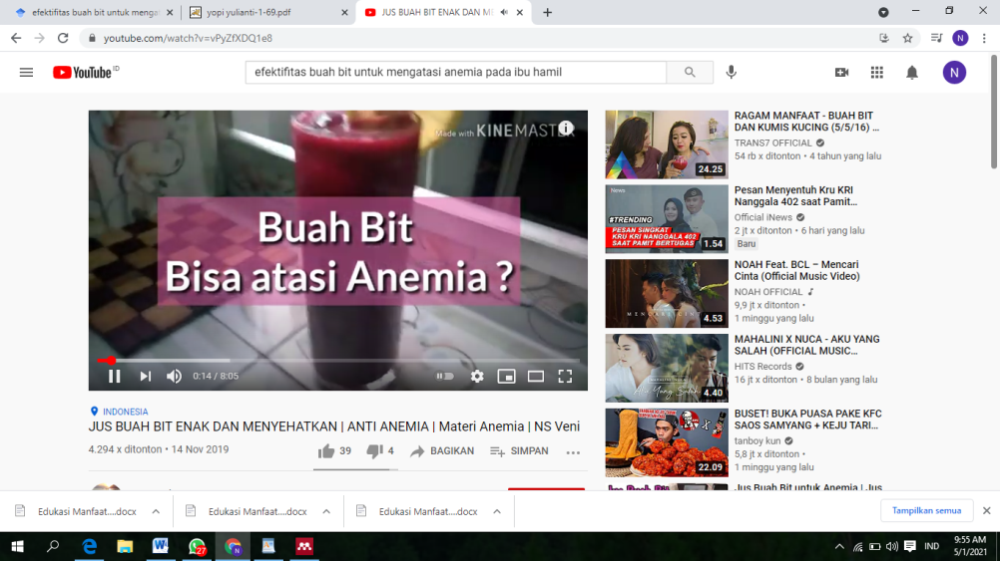 efektifitas buah bit untuk mengat
yopi yulianti-1-69.pdf
JUS BUAH BIT ENAK DAN ME
youtube.com/watch?v=vPyZfXDQ1e8
N
YouTube ID
efektifitas buah bit untuk mengatasi anemia pada ibu hamil
N
Made with KINEMASTER
Buah Bit
Bisa atasi Anemia ?
0:14 / 8:05
INDONESIA
JUS BUAH BIT ENAK DAN MENYEHATKAN | ANTI ANEMIA | Materi Anemia | NS Veni
4.294 x ditonton • 14 Nov 2019
39
4
BAGIKAN
SIMPAN
24.25
RAGAM MANFAAT - BUAH BIT
DAN KUMIS KUCING (5/5/16) ...
TRANS7 OFFICIAL
54 rb x ditonton • 4 tahun yang lalu
News
#TRENDING
PESAN SINGKAT
KRU KRI NANGGALA 402
SAAT PAMIT BERTUGAS
1.54
Pesan Menyentuh Kru KRI
Nanggala 402 saat Pamit...
Official iNews
2 jt x ditonton • 6 hari yang lalu
Baru
MENCARI CINTA
4.53
NOAH Feat. BCL – Mencari
Cinta (Official Music Video)
NOAH OFFICIAL
9,9 jt x ditonton •
1 minggu yang lalu
Aku Yang Salah
4.40
MAHALINI X NUCA - AKU YANG
SALAH (OFFICIAL MUSIC...
HITS Records
16 jt x ditonton • 8 bulan yang lalu
KFC
22.09
BUSET! BUKA PUASA PAKE KFC
SAOS SAMYANG + KEJU TARI...
tanboy kun
5,8 jt x ditonton •
1 minggu yang lalu
Jus Buah Bit untuk Anemia | Jus
Edukasi Manfaat....docx
Edukasi Manfaat....docx
Edukasi Manfaat....docx
Tampilkan semua
27
N
IND
9:55 AM
5/1/2021